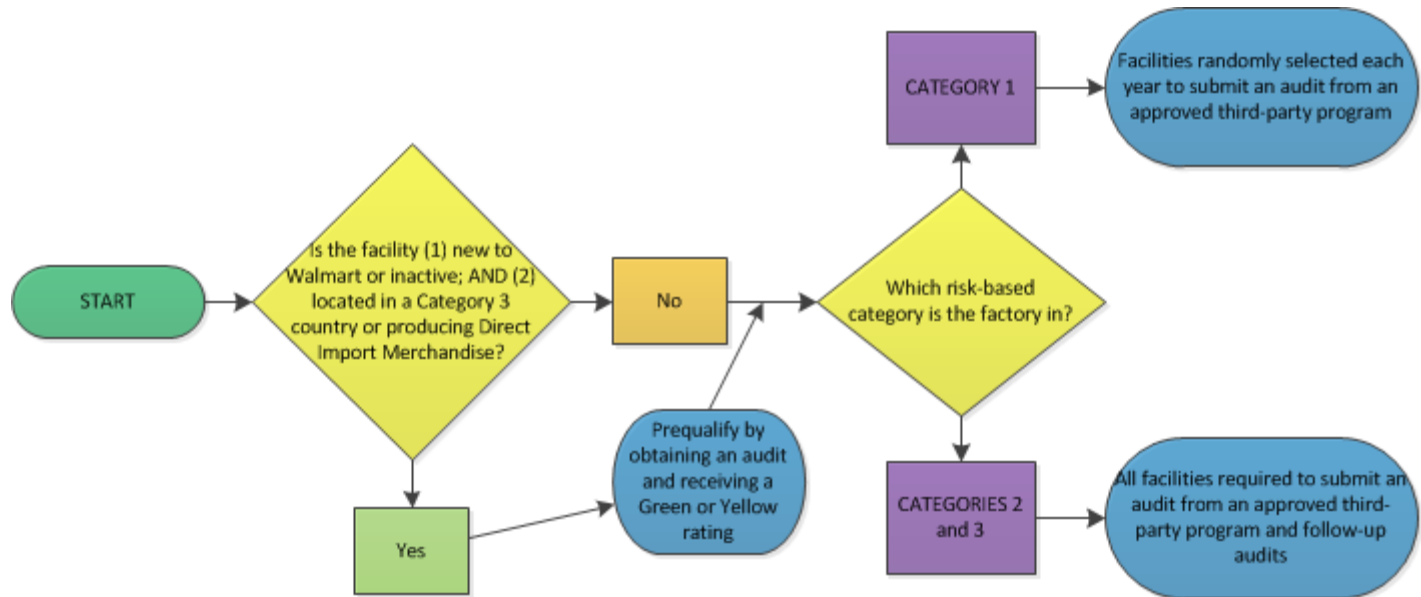 START
Is the facility (1) new to
Walmart or inactive; AND (2)
located in a Category 3
country or producing Direct
Import Merchandise?
No
Yes
Prequalify by
obtaining an audit
and receiving a
Green or Yellow
rating
Which risk-based
category is the factory in?
CATEGORY 1
Facilities randomly selected each
year to submit an audit from an
approved third-party program
CATEGORIES 2
and 3
All facilities required to submit an
audit from an approved third-
party program and follow-up
audits